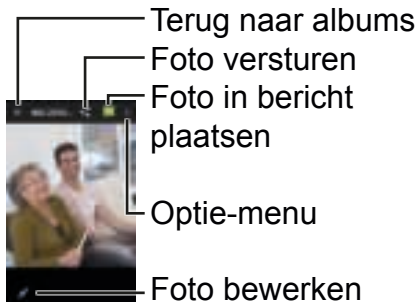 Terug naar albums
Foto versturen
Foto in bericht
plaatsen
Optie-menu
Foto bewerken